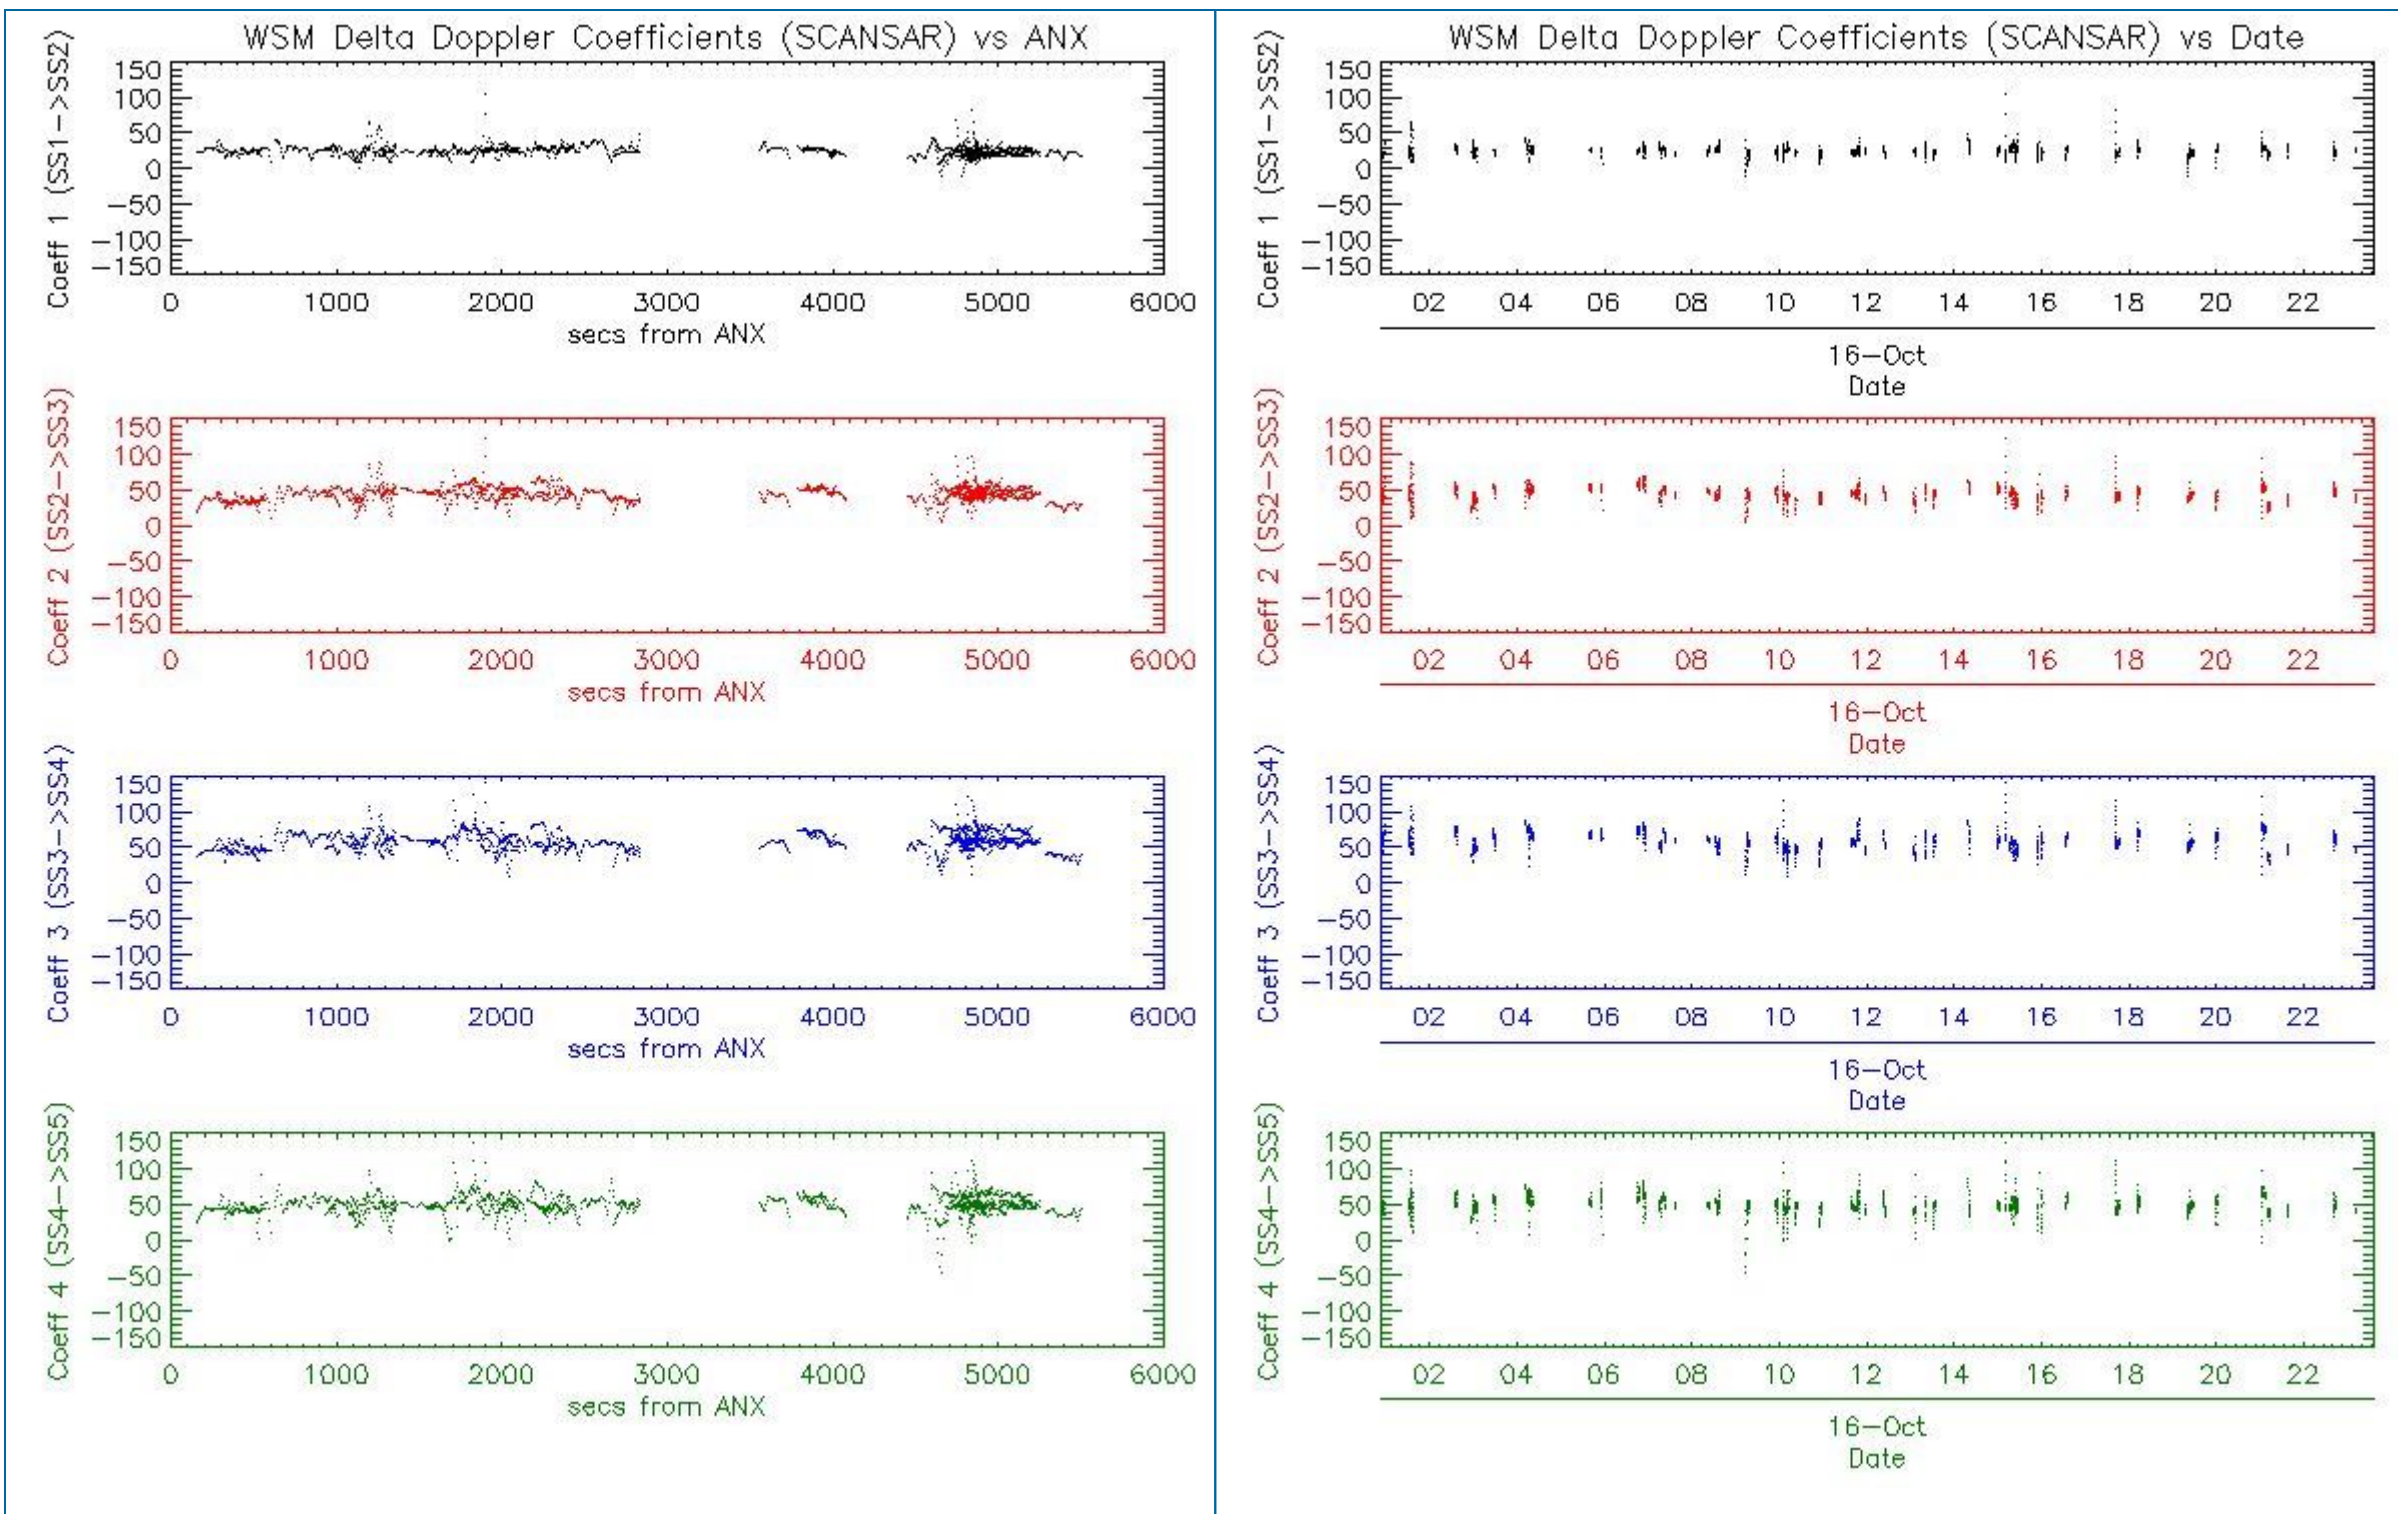 WSM Delta Doppler Coefficients (SCANSAR) vs ANX
Coeff 1 (SS1->SS2)
150
100
50
0
-50
-100
-150
0 1000 2000 3000 4000 5000 6000
secs from ANX
Coeff 2 (SS2->SS3)
150
100
50
0
-50
-100
-150
0 1000 2000 3000 4000 5000 6000
secs from ANX
Coeff 3 (SS3->SS4)
150
100
50
0
-50
-100
-150
0 1000 2000 3000 4000 5000 6000
secs from ANX
Coeff 4 (SS4->SS5)
150
100
50
0
-50
-100
-150
0 1000 2000 3000 4000 5000 6000
secs from ANX
WSM Delta Doppler Coefficients (SCANSAR) vs Date
Coeff 1 (SS1->SS2)
150
100
50
0
-50
-100
-150
02 04 06 08 10 12 14 16 18 20 22
16-Oct
Date
Coeff 2 (SS2->SS3)
150
100
50
0
-50
-100
-150
02 04 06 08 10 12 14 16 18 20 22
16-Oct
Date
Coeff 3 (SS3->SS4)
150
100
50
0
-50
-100
-150
02 04 06 08 10 12 14 16 18 20 22
16-Oct
Date
Coeff 4 (SS4->SS5)
150
100
50
0
-50
-100
-150
02 04 06 08 10 12 14 16 18 20 22
16-Oct
Date